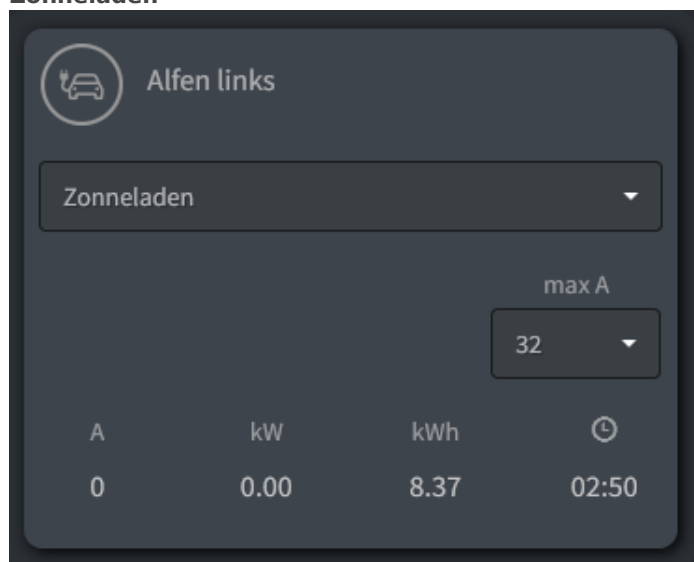 Zonneladen
Alfen links
Zonneladen
max A
32
A kW kWh
0 0.00 8.37 02:50